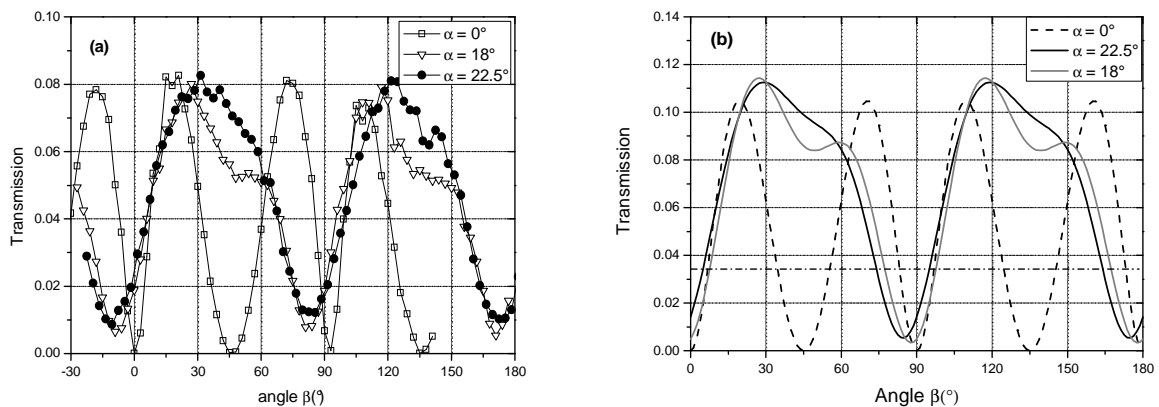 (a)
α = 0°
α = 18°
α = 22.5°
0.10
0.08
0.06
0.04
0.02
0.00
Transmission
-30 0 30 60 90 120 150 180
angle β(°)
(b)
α = 0°
α = 22.5°
α = 18°
0.14
0.12
0.10
0.08
0.06
0.04
0.02
0.00
Transmission
0 30 60 90 120 150 180
Angle β(°)